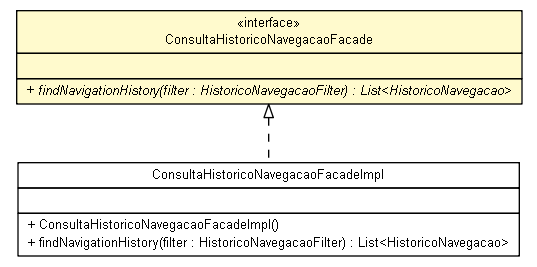 «interface»
ConsultaHistoricoNavegacaoFacade
+ findNavigationHistory(filter : HistoricoNavegacaoFilter) : List<HistoricoNavegacao>
ConsultaHistoricoNavegacaoFacadeImpl
+ ConsultaHistoricoNavegacaoFacadeImpl()
+ findNavigationHistory(filter : HistoricoNavegacaoFilter) : List<HistoricoNavegacao>